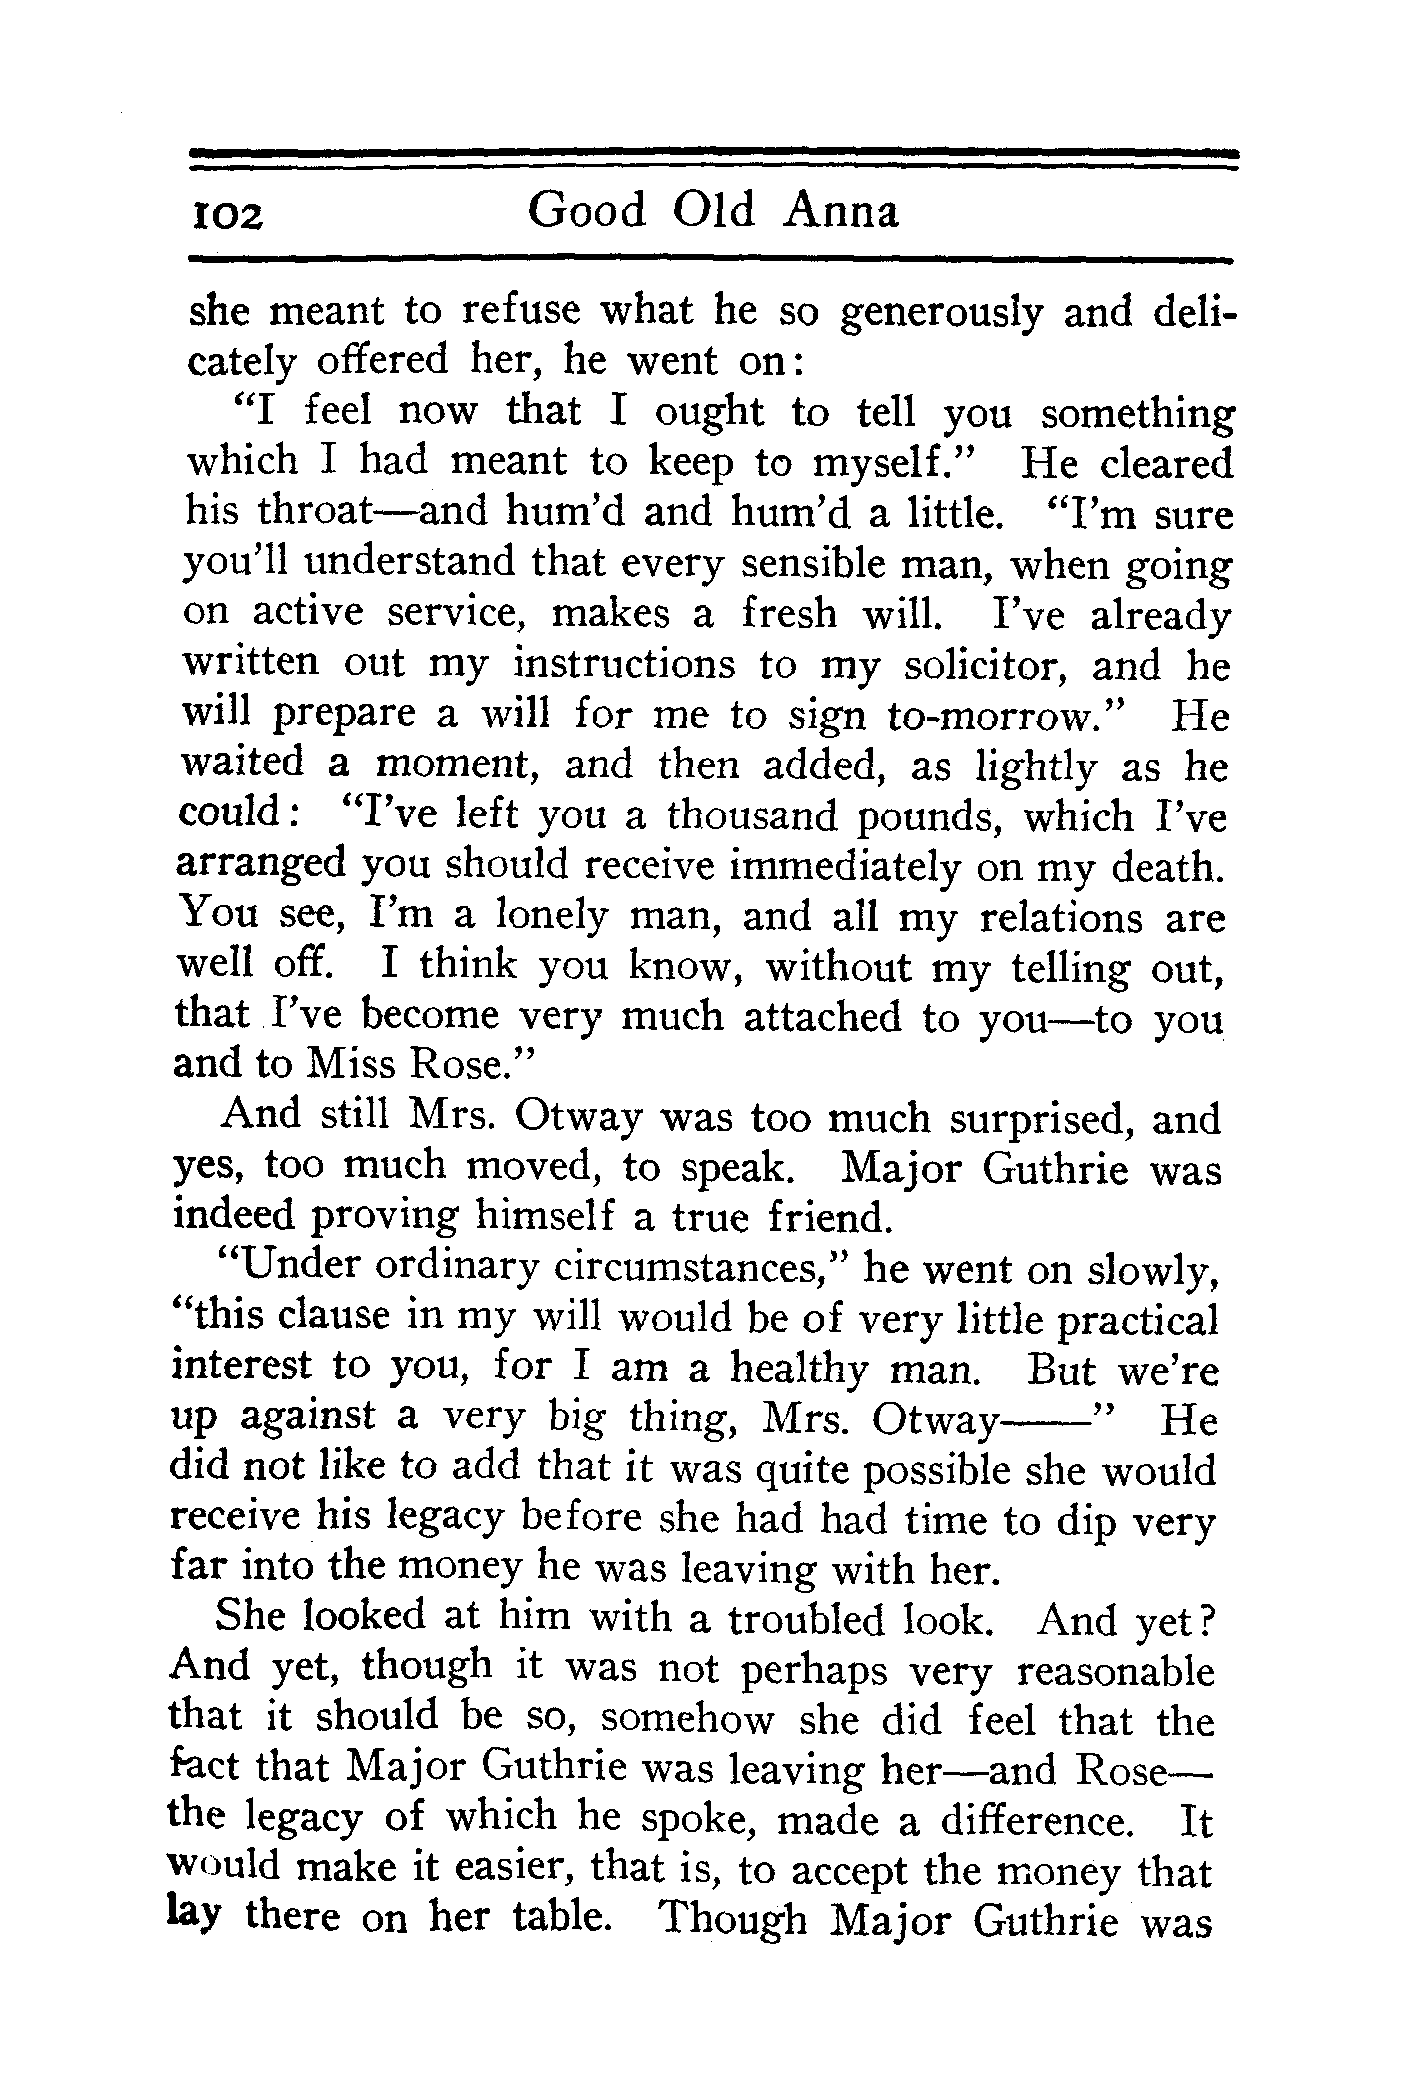 102 Good Old Anna
she meant to refuse what he so generously and deli-
cately offered her, he went on:
"I feel now that I ought to tell you something
which I had meant to keep to myself." He cleared
his throat—and hum'd and hum'd a little. "I'm sure
you'll understand that every sensible man, when going
on active service, makes a fresh will. I've already
written out my instructions to my solicitor, and he
will prepare a will for me to sign to-morrow." He
waited a moment, and then added, as lightly as he
could: "I've left you a thousand pounds, which I've
arranged you should receive immediately on my death.
You see, I'm a lonely man, and all my relations are
well off. I think you know, without my telling out,
that I've become very much attached to you—to you
and to Miss Rose."
And still Mrs. Otway was too much surprised, and
yes, too much moved, to speak. Major Guthrie was
indeed proving himself a true friend.
"Under ordinary circumstances," he went on slowly,
"this clause in my will would be of very little practical
interest to you, for I am a healthy man. But we're
up against a very big thing, Mrs. Otway——" He
did not like to add that it was quite possible she would
receive his legacy before she had had time to dip very
far into the money he was leaving with her.
She looked at him with a troubled look. And yet?
And yet, though it was not perhaps very reasonable
that it should be so, somehow she did feel that the
fact that Major Guthrie was leaving her—and Rose—
the legacy of which he spoke, made a difference. It
would make it easier, that is, to accept the money that
lay there on her table. Though Major Guthrie was